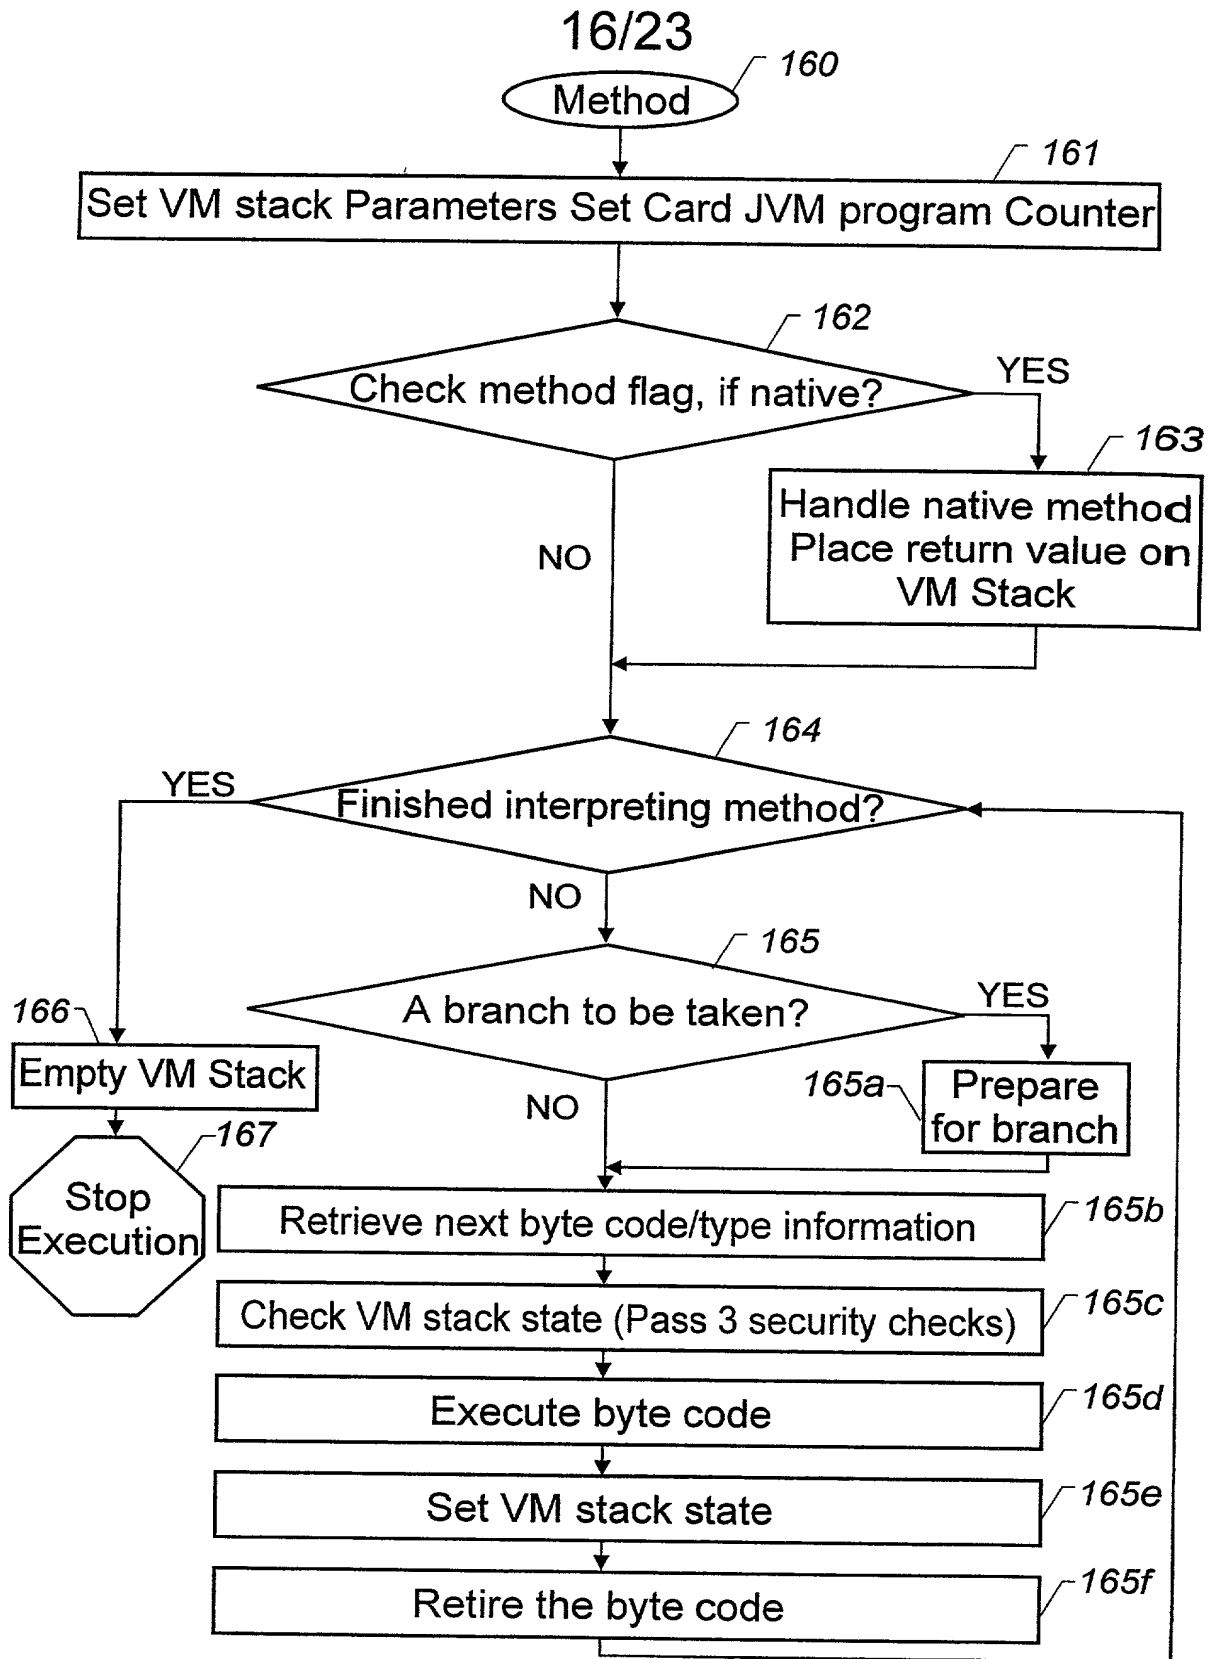 16/23
160
Method
161
Set VM stack Parameters Set Card JVM program Counter
162
Check method flag, if native?
YES
163
Handle native method
Place return value on
VM Stack
NO
164
YES
Finished interpreting method?
NO
165
A branch to be taken?
YES
166
Empty VM Stack
165a
Prepare
for branch
NO
167
Stop
Execution
Retrieve next byte code/type information
165b
Check VM stack state (Pass 3 security checks)
165c
Execute byte code
165d
Set VM stack state
165e
Retire the byte code
165f